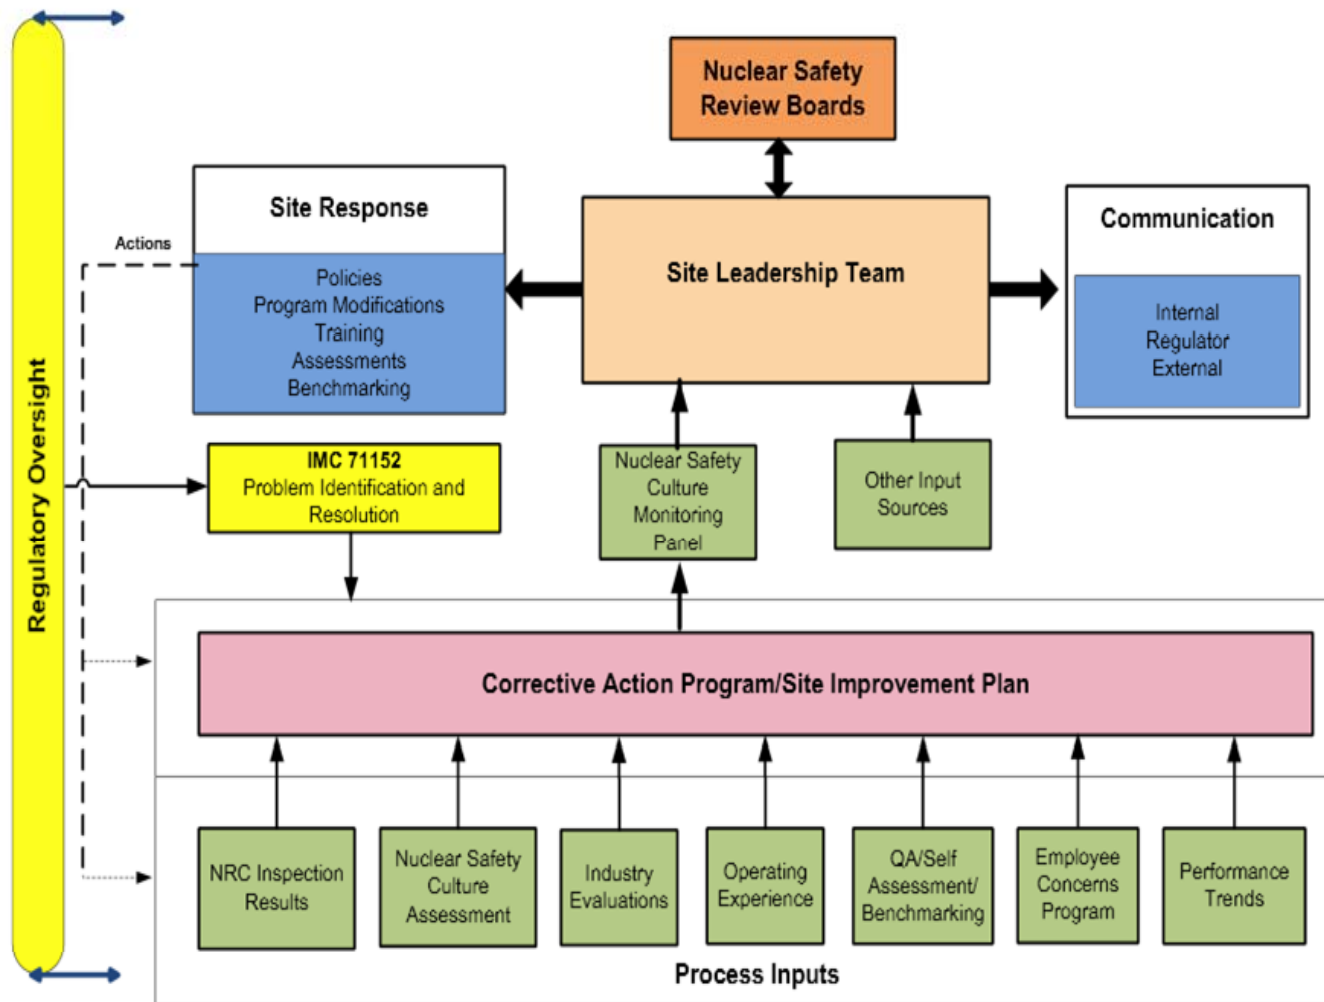 Nuclear Safety
Review Boards
Site Response
Actions
Policies
Program Modifications
Training
Assessments
Benchmarking
Site Leadership Team
Communication
Internal
Regulator
External
Regulatory Oversight
IMC 71152
Problem Identification and
Resolution
Nuclear Safety
Culture
Monitoring
Panel
Other Input
Sources
Corrective Action Program/Site Improvement Plan
NRC Inspection
Results
Nuclear Safety
Culture
Assessment
Industry
Evaluations
Operating
Experience
QA/Self
Assessment/
Benchmarking
Employee
Concerns
Program
Performance
Trends
Process Inputs